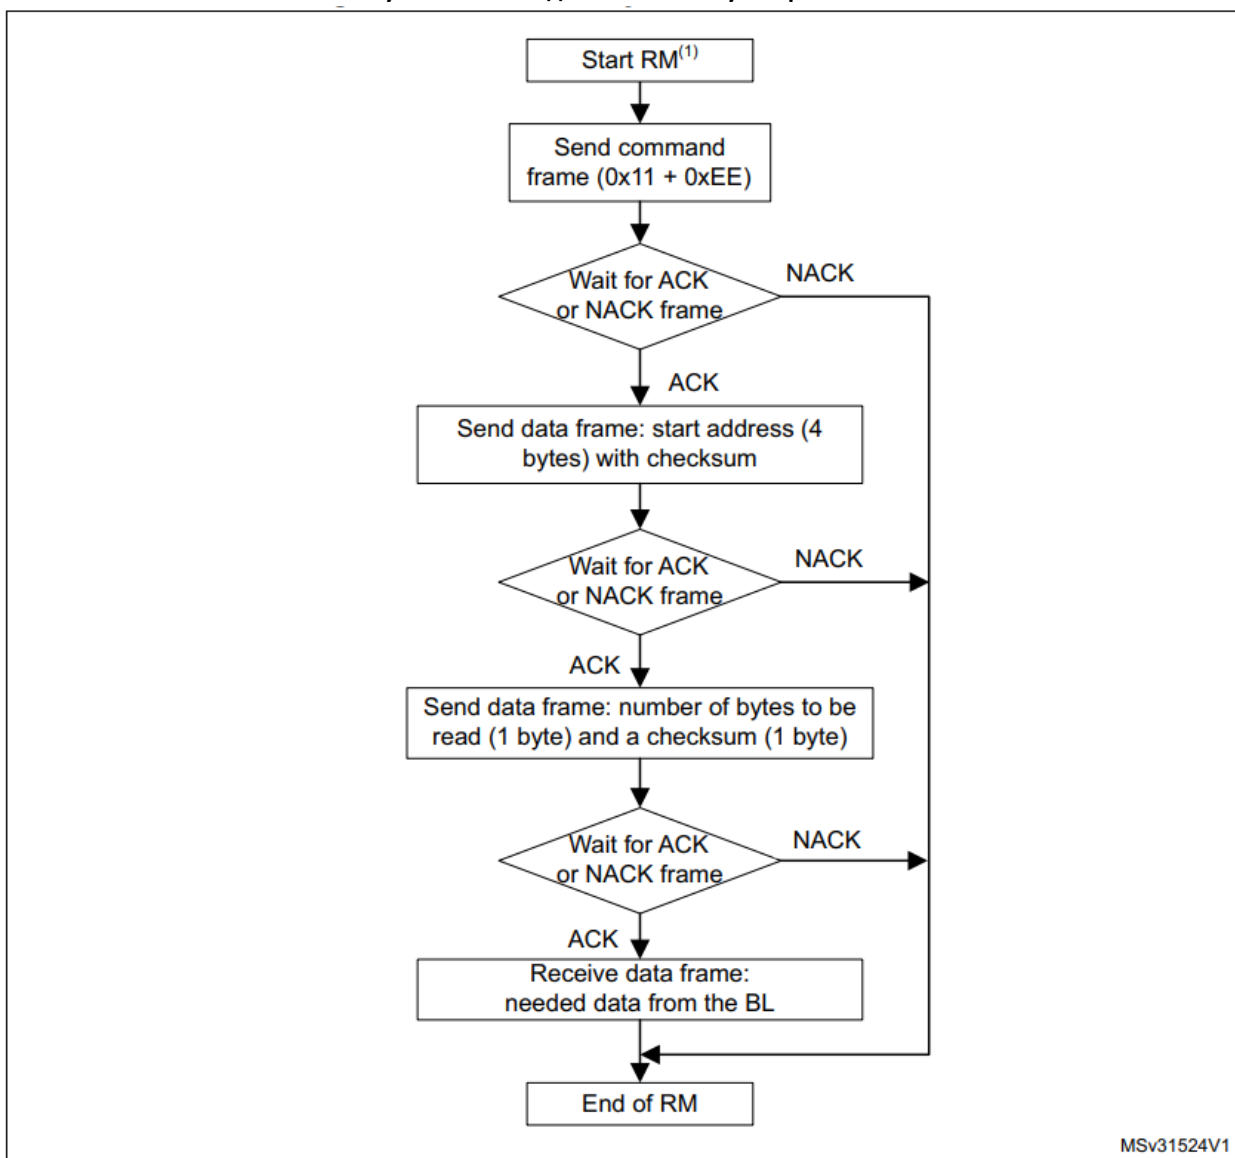 Start RM(1)
Send command
frame (0x11 + 0xEE)
Wait for ACK
or NACK frame
NACK
ACK
Send data frame: start address (4
bytes) with checksum
Wait for ACK
or NACK frame
NACK
ACK
Send data frame: number of bytes to be
read (1 byte) and a checksum (1 byte)
Wait for ACK
or NACK frame
NACK
ACK
Receive data frame:
needed data from the BL
End of RM
MSv31524V1